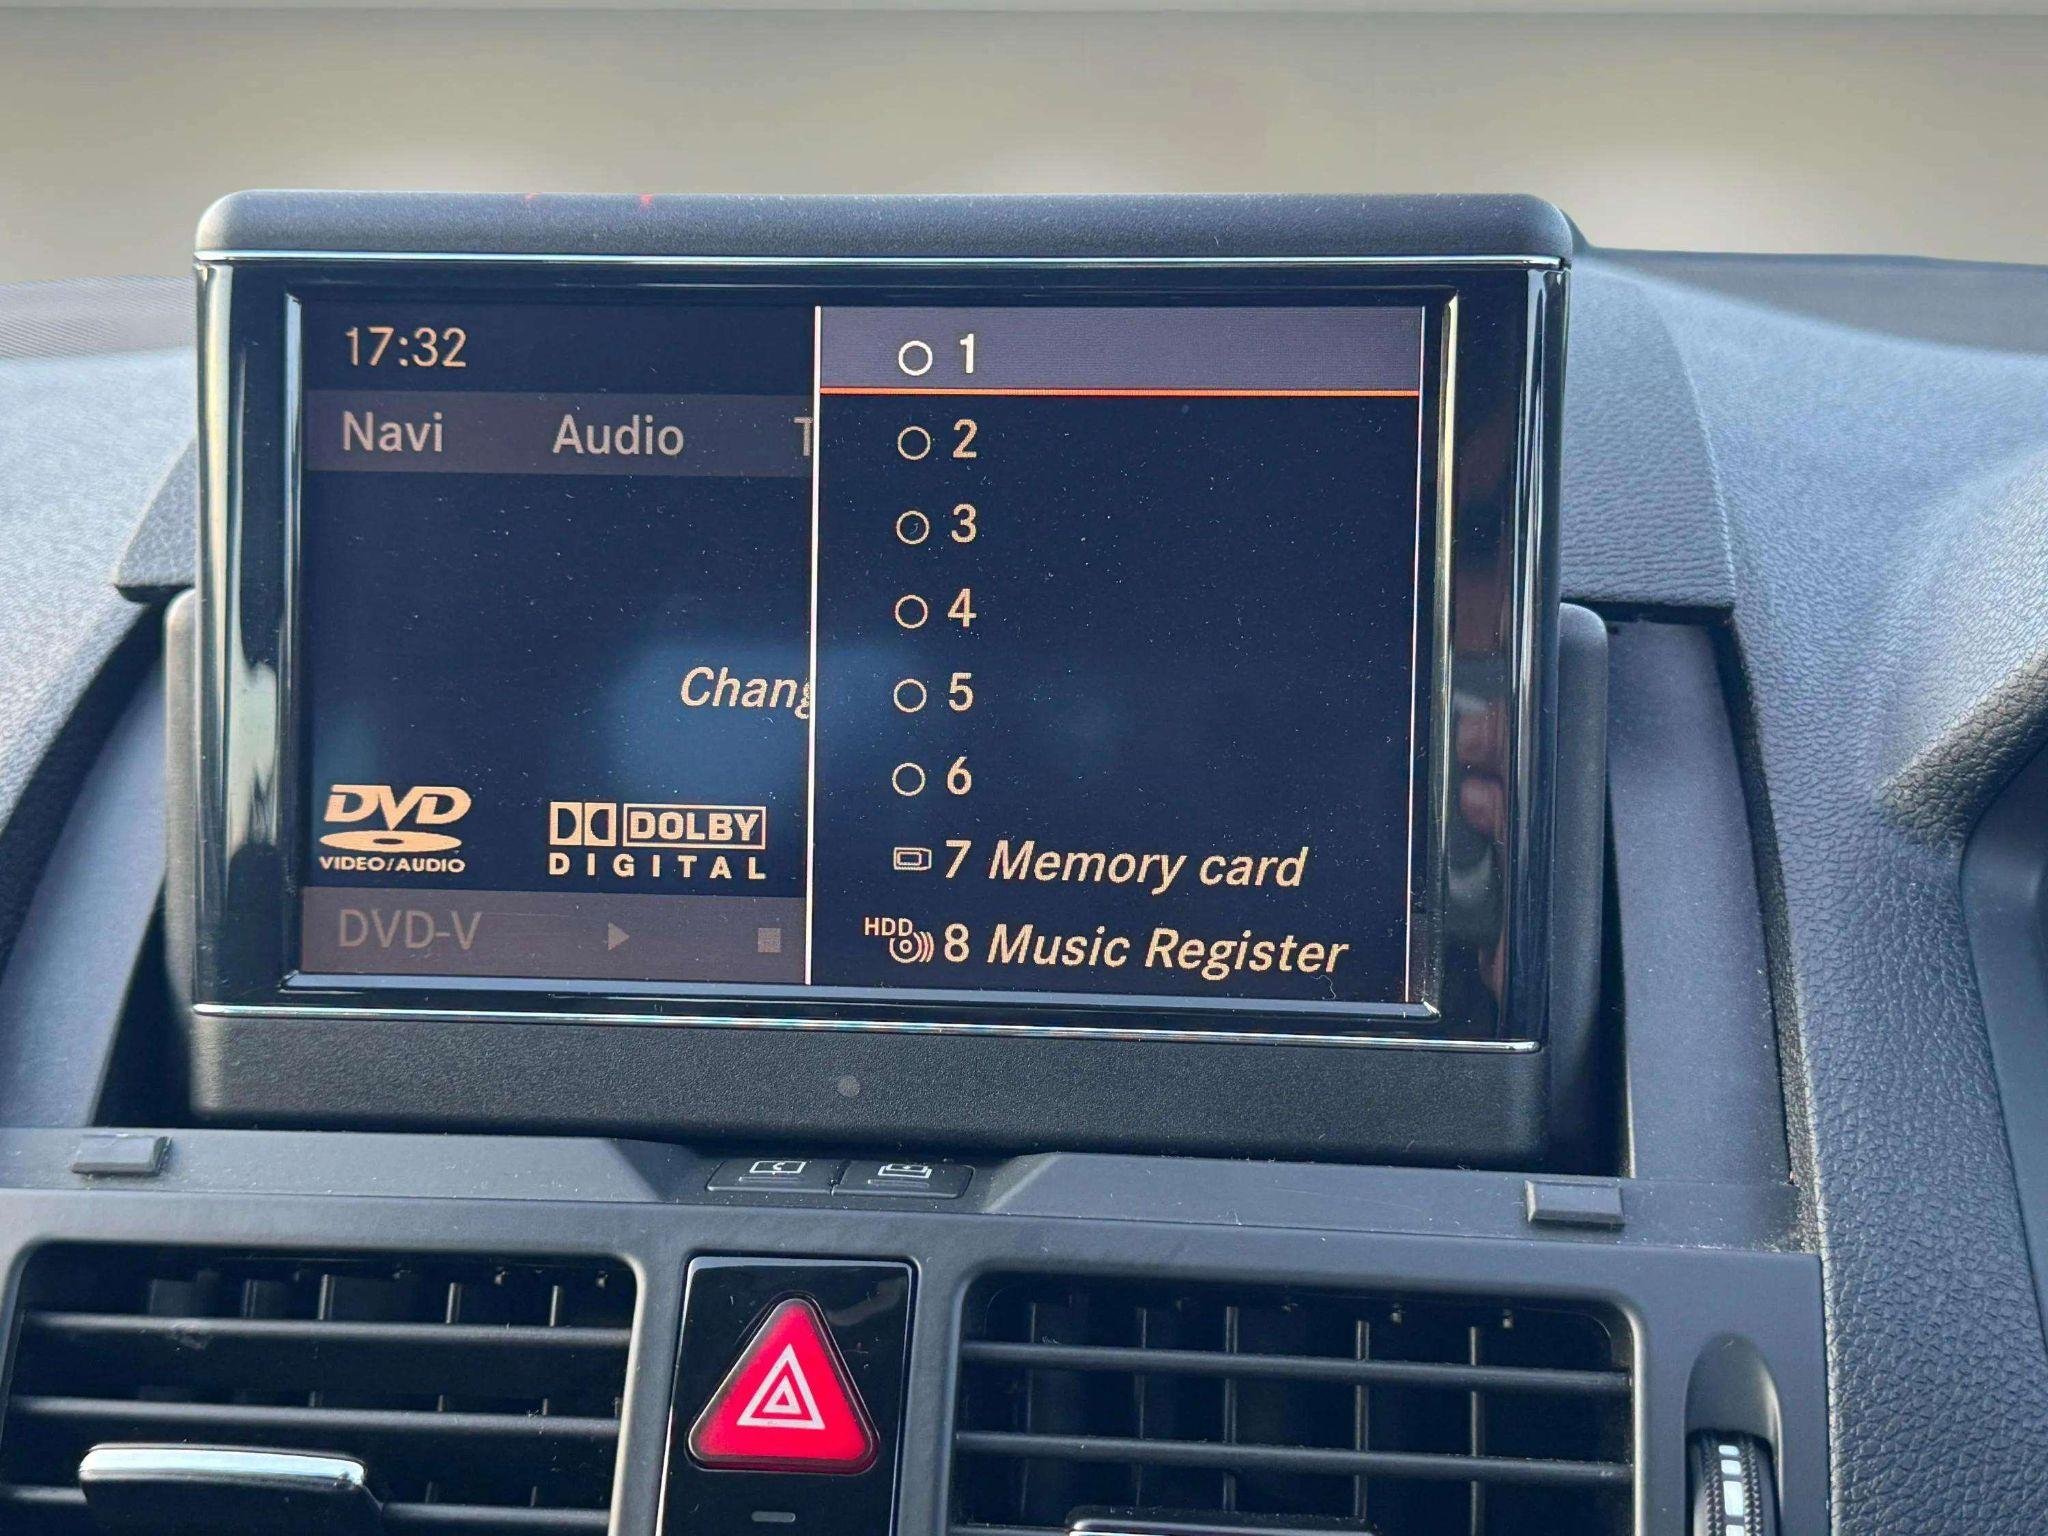 17:32
Navi Audio T
Chang
DVD
VIDEO/AUDIO
DOLBY
DIGITAL
DVD-V
1
2
3
4
5
6
7 Memory card
HDD 8 Music Register